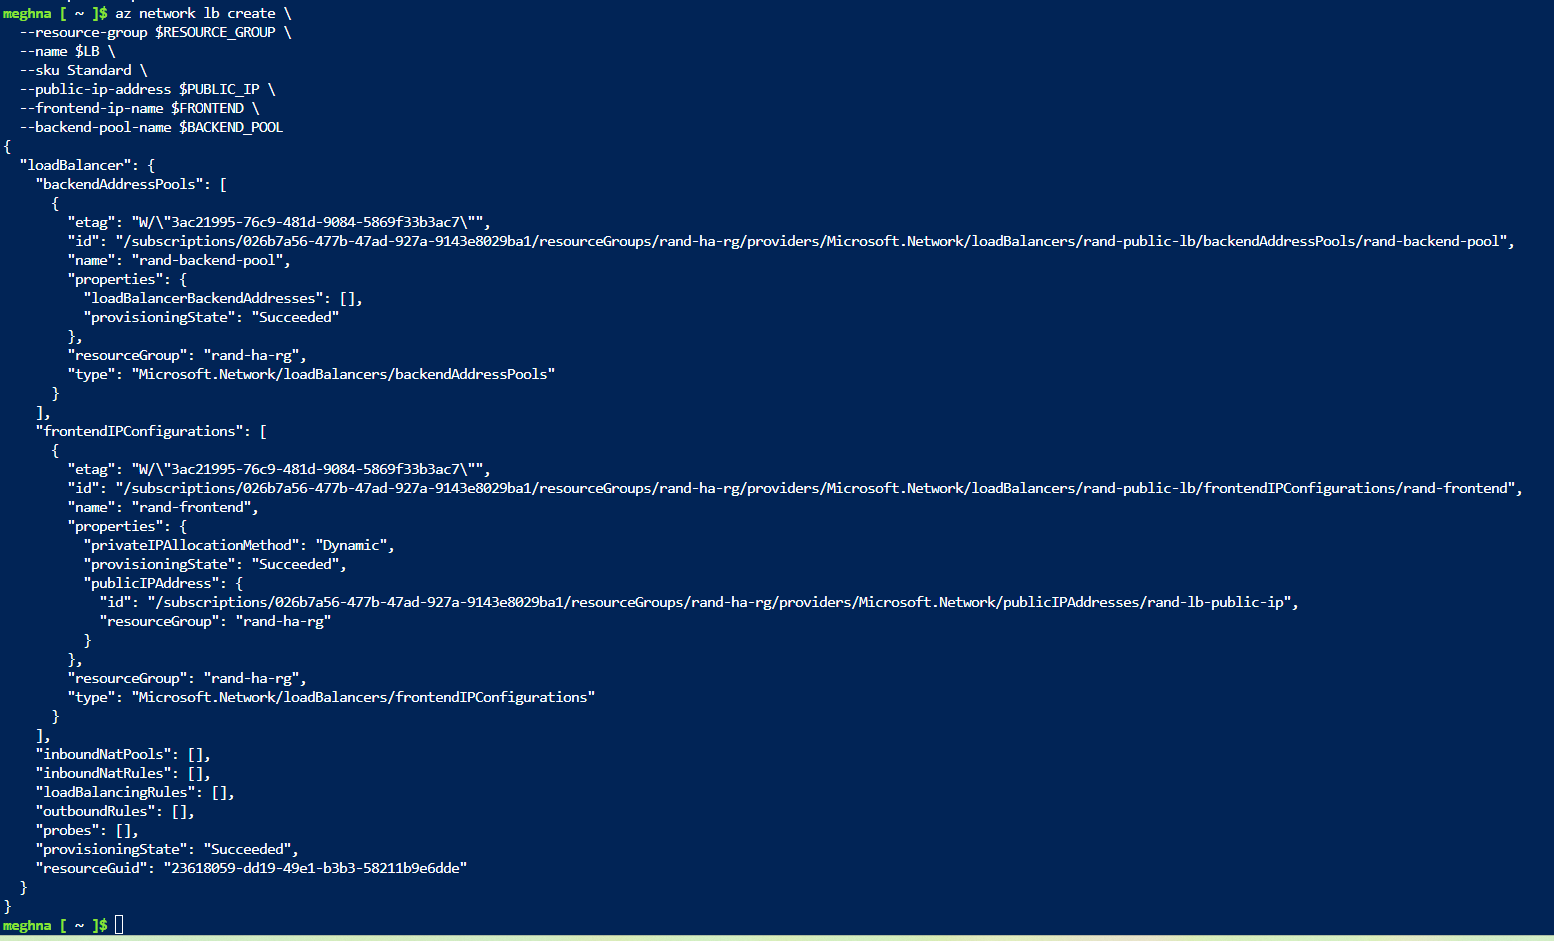 meghna [ ~ ]$ az network lb create \
  --resource-group $RESOURCE_GROUP \
  --name $LB \
  --sku Standard \
  --public-ip-address $PUBLIC_IP \
  --frontend-ip-name $FRONTEND \
  --backend-pool-name $BACKEND_POOL
{
  "loadBalancer": {
    "backendAddressPools": [
      {
        "etag": "W/\"3ac21995-76c9-481d-9084-5869f33b3ac7\"",
        "id": "/subscriptions/026b7a56-477b-47ad-927a-9143e8029ba1/resourceGroups/rand-ha-rg/providers/Microsoft.Network/loadBalancers/rand-public-lb/backendAddressPools/rand-backend-pool",
        "name": "rand-backend-pool",
        "properties": {
          "loadBalancerBackendAddresses": [],
          "provisioningState": "Succeeded"
        },
        "resourceGroup": "rand-ha-rg",
        "type": "Microsoft.Network/loadBalancers/backendAddressPools"
      }
    ],
    "frontendIPConfigurations": [
      {
        "etag": "W/\"3ac21995-76c9-481d-9084-5869f33b3ac7\"",
        "id": "/subscriptions/026b7a56-477b-47ad-927a-9143e8029ba1/resourceGroups/rand-ha-rg/providers/Microsoft.Network/loadBalancers/rand-public-lb/frontendIPConfigurations/rand-frontend",
        "name": "rand-frontend",
        "properties": {
          "privateIPAllocationMethod": "Dynamic",
          "provisioningState": "Succeeded",
          "publicIPAddress": {
            "id": "/subscriptions/026b7a56-477b-47ad-927a-9143e8029ba1/resourceGroups/rand-ha-rg/providers/Microsoft.Network/publicIPAddresses/rand-lb-public-ip",
            "resourceGroup": "rand-ha-rg"
          }
        },
        "resourceGroup": "rand-ha-rg",
        "type": "Microsoft.Network/loadBalancers/frontendIPConfigurations"
      }
    ],
    "inboundNatPools": [],
    "inboundNatRules": [],
    "loadBalancingRules": [],
    "outboundRules": [],
    "probes": [],
    "provisioningState": "Succeeded",
    "resourceGuid": "23618059-dd19-49e1-b3b3-58211b9e6dde"
  }
}
meghna [ ~ ]$